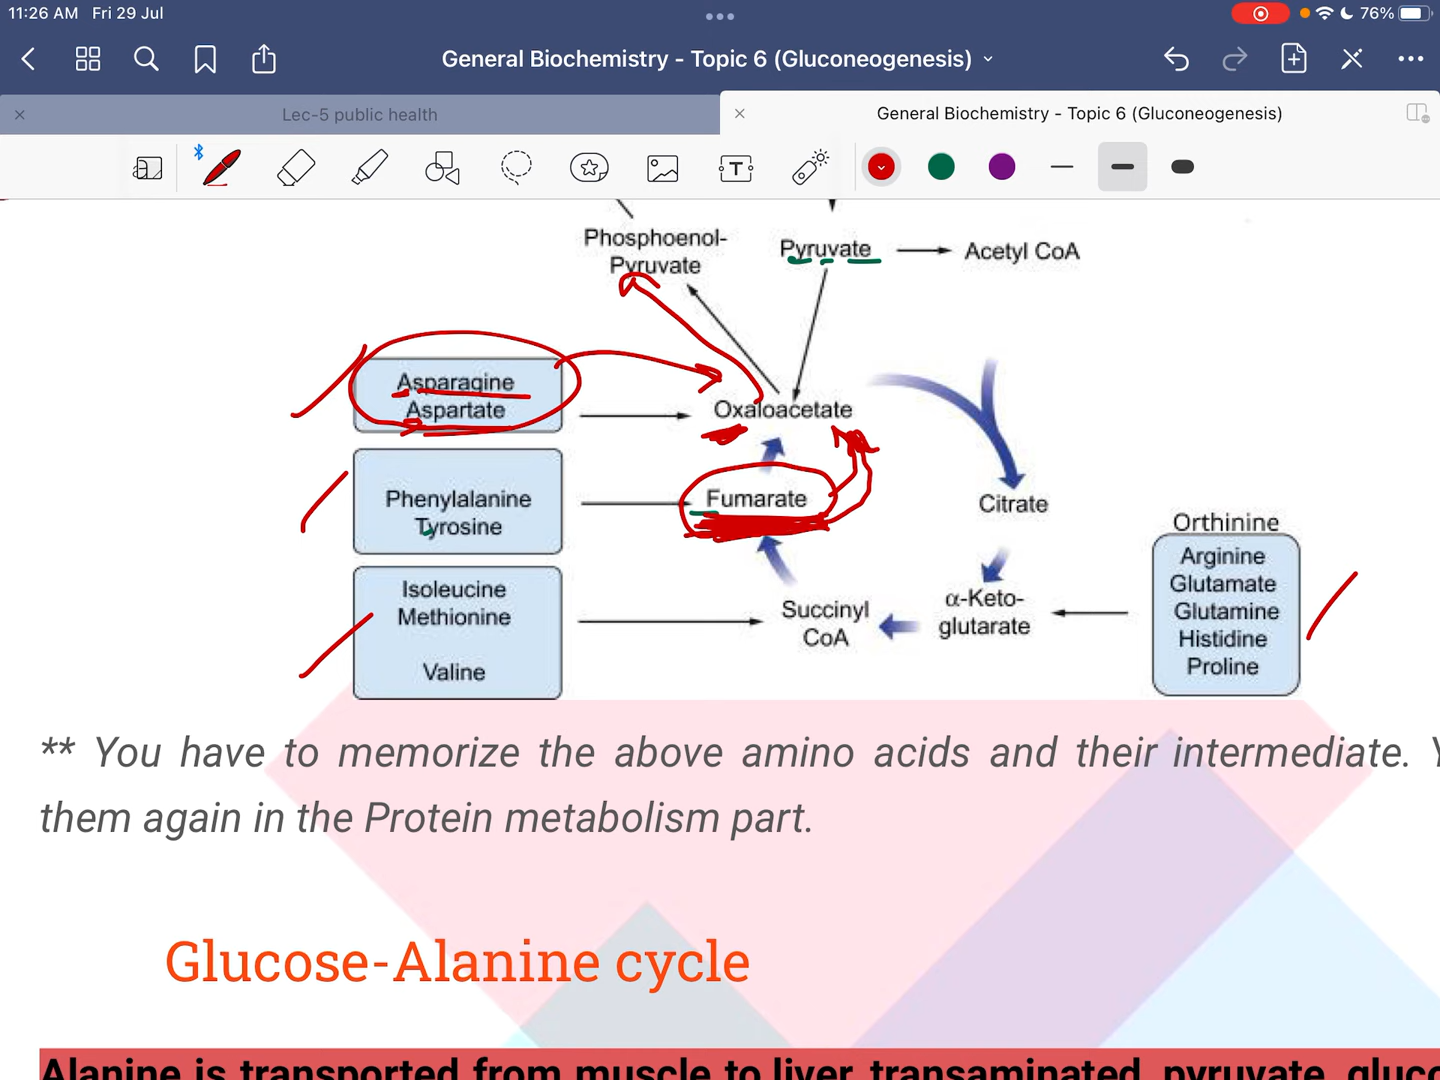 11:26 AM Fri 29 Jul
76%
General Biochemistry - Topic 6 (Gluconeogenesis)
Lec-5 public health
General Biochemistry - Topic 6 (Gluconeogenesis)
Phosphoenol-
Pyruvate
Pyruvate
Acetyl CoA
Asparagine
Aspartate
Oxaloacetate
Phenylalanine
Tyrosine
Fumarate
Citrate
Orthinine
Arginine
Glutamate
Glutamine
Histidine
Proline
Isoleucine
Methionine
Valine
Succinyl
CoA
α-Keto-
glutarate
** You have to memorize the above amino acids and their intermediate. Y
them again in the Protein metabolism part.
Glucose-Alanine cycle
Alanine is transported from muscle to liver, transaminated, pyruvate, gluco